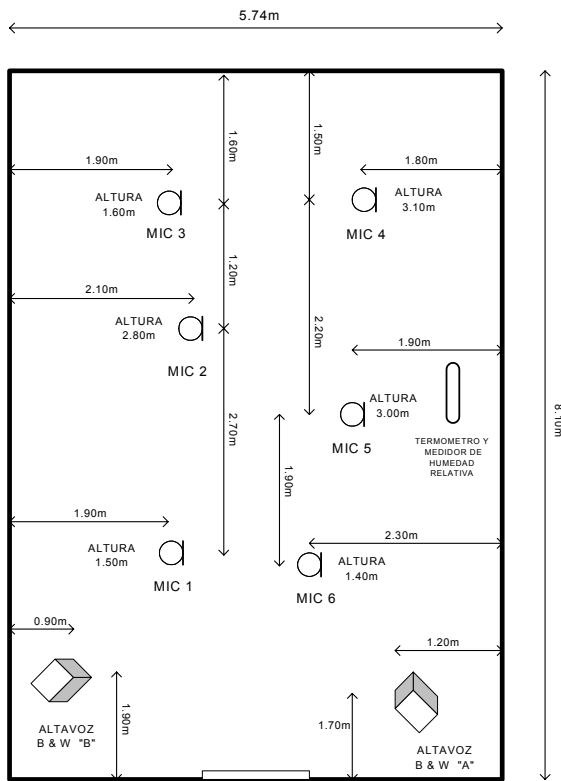 5.74m
1.60m
1.50m
1.90m
1.80m
ALTURA
1.60m
MIC 3
ALTURA
3.10m
MIC 4
1.20m
2.20m
2.10m
ALTURA
2.80m
MIC 2
1.90m
ALTURA
3.00m
MIC 5
8.10m
TERMOMETRO Y
MEDIDOR DE
HUMEDAD
RELATIVA
2.70m
1.90m
1.90m
ALTURA
1.50m
MIC 1
2.30m
ALTURA
1.40m
MIC 6
0.90m
1.20m
1.90m
1.70m
ALTAVOZ
B & W "B"
ALTAVOZ
B & W "A"